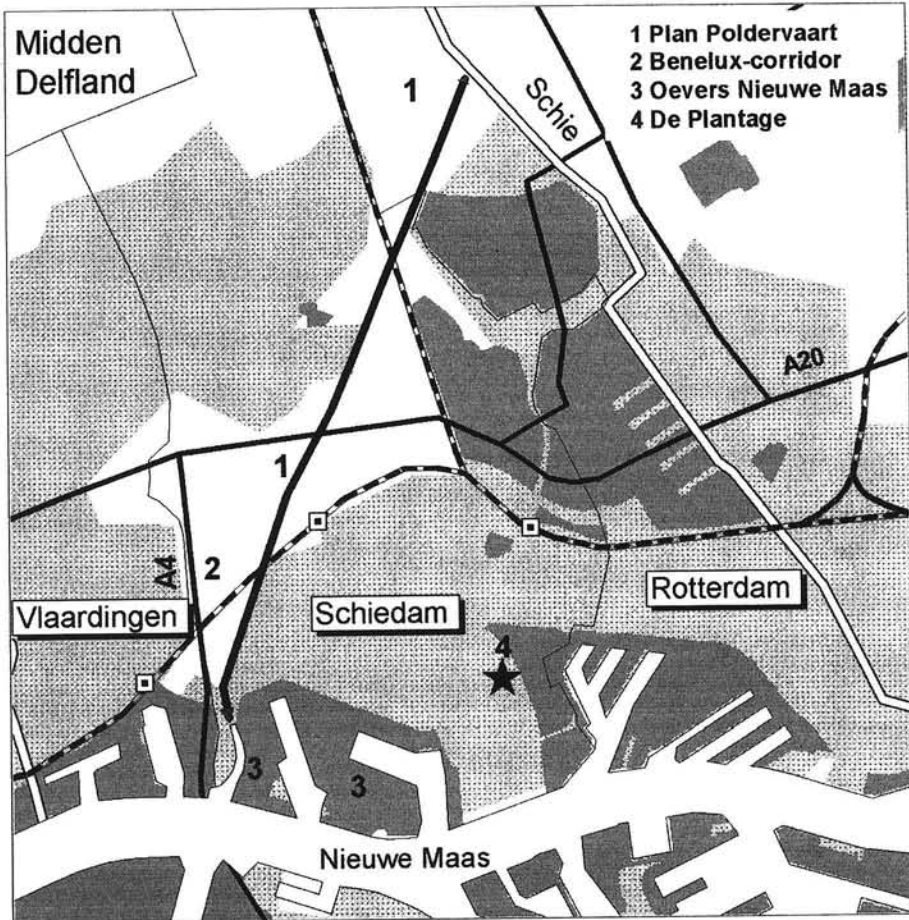 Midden
Delfland
1 Plan Poldervaart
2 Benelux-corridor
3 Oevers Nieuwe Maas
4 De Plantage
1
Schie
A20
1
A4
2
Vlaardingen
Schiedam
Rotterdam
4
3
3
Nieuwe Maas